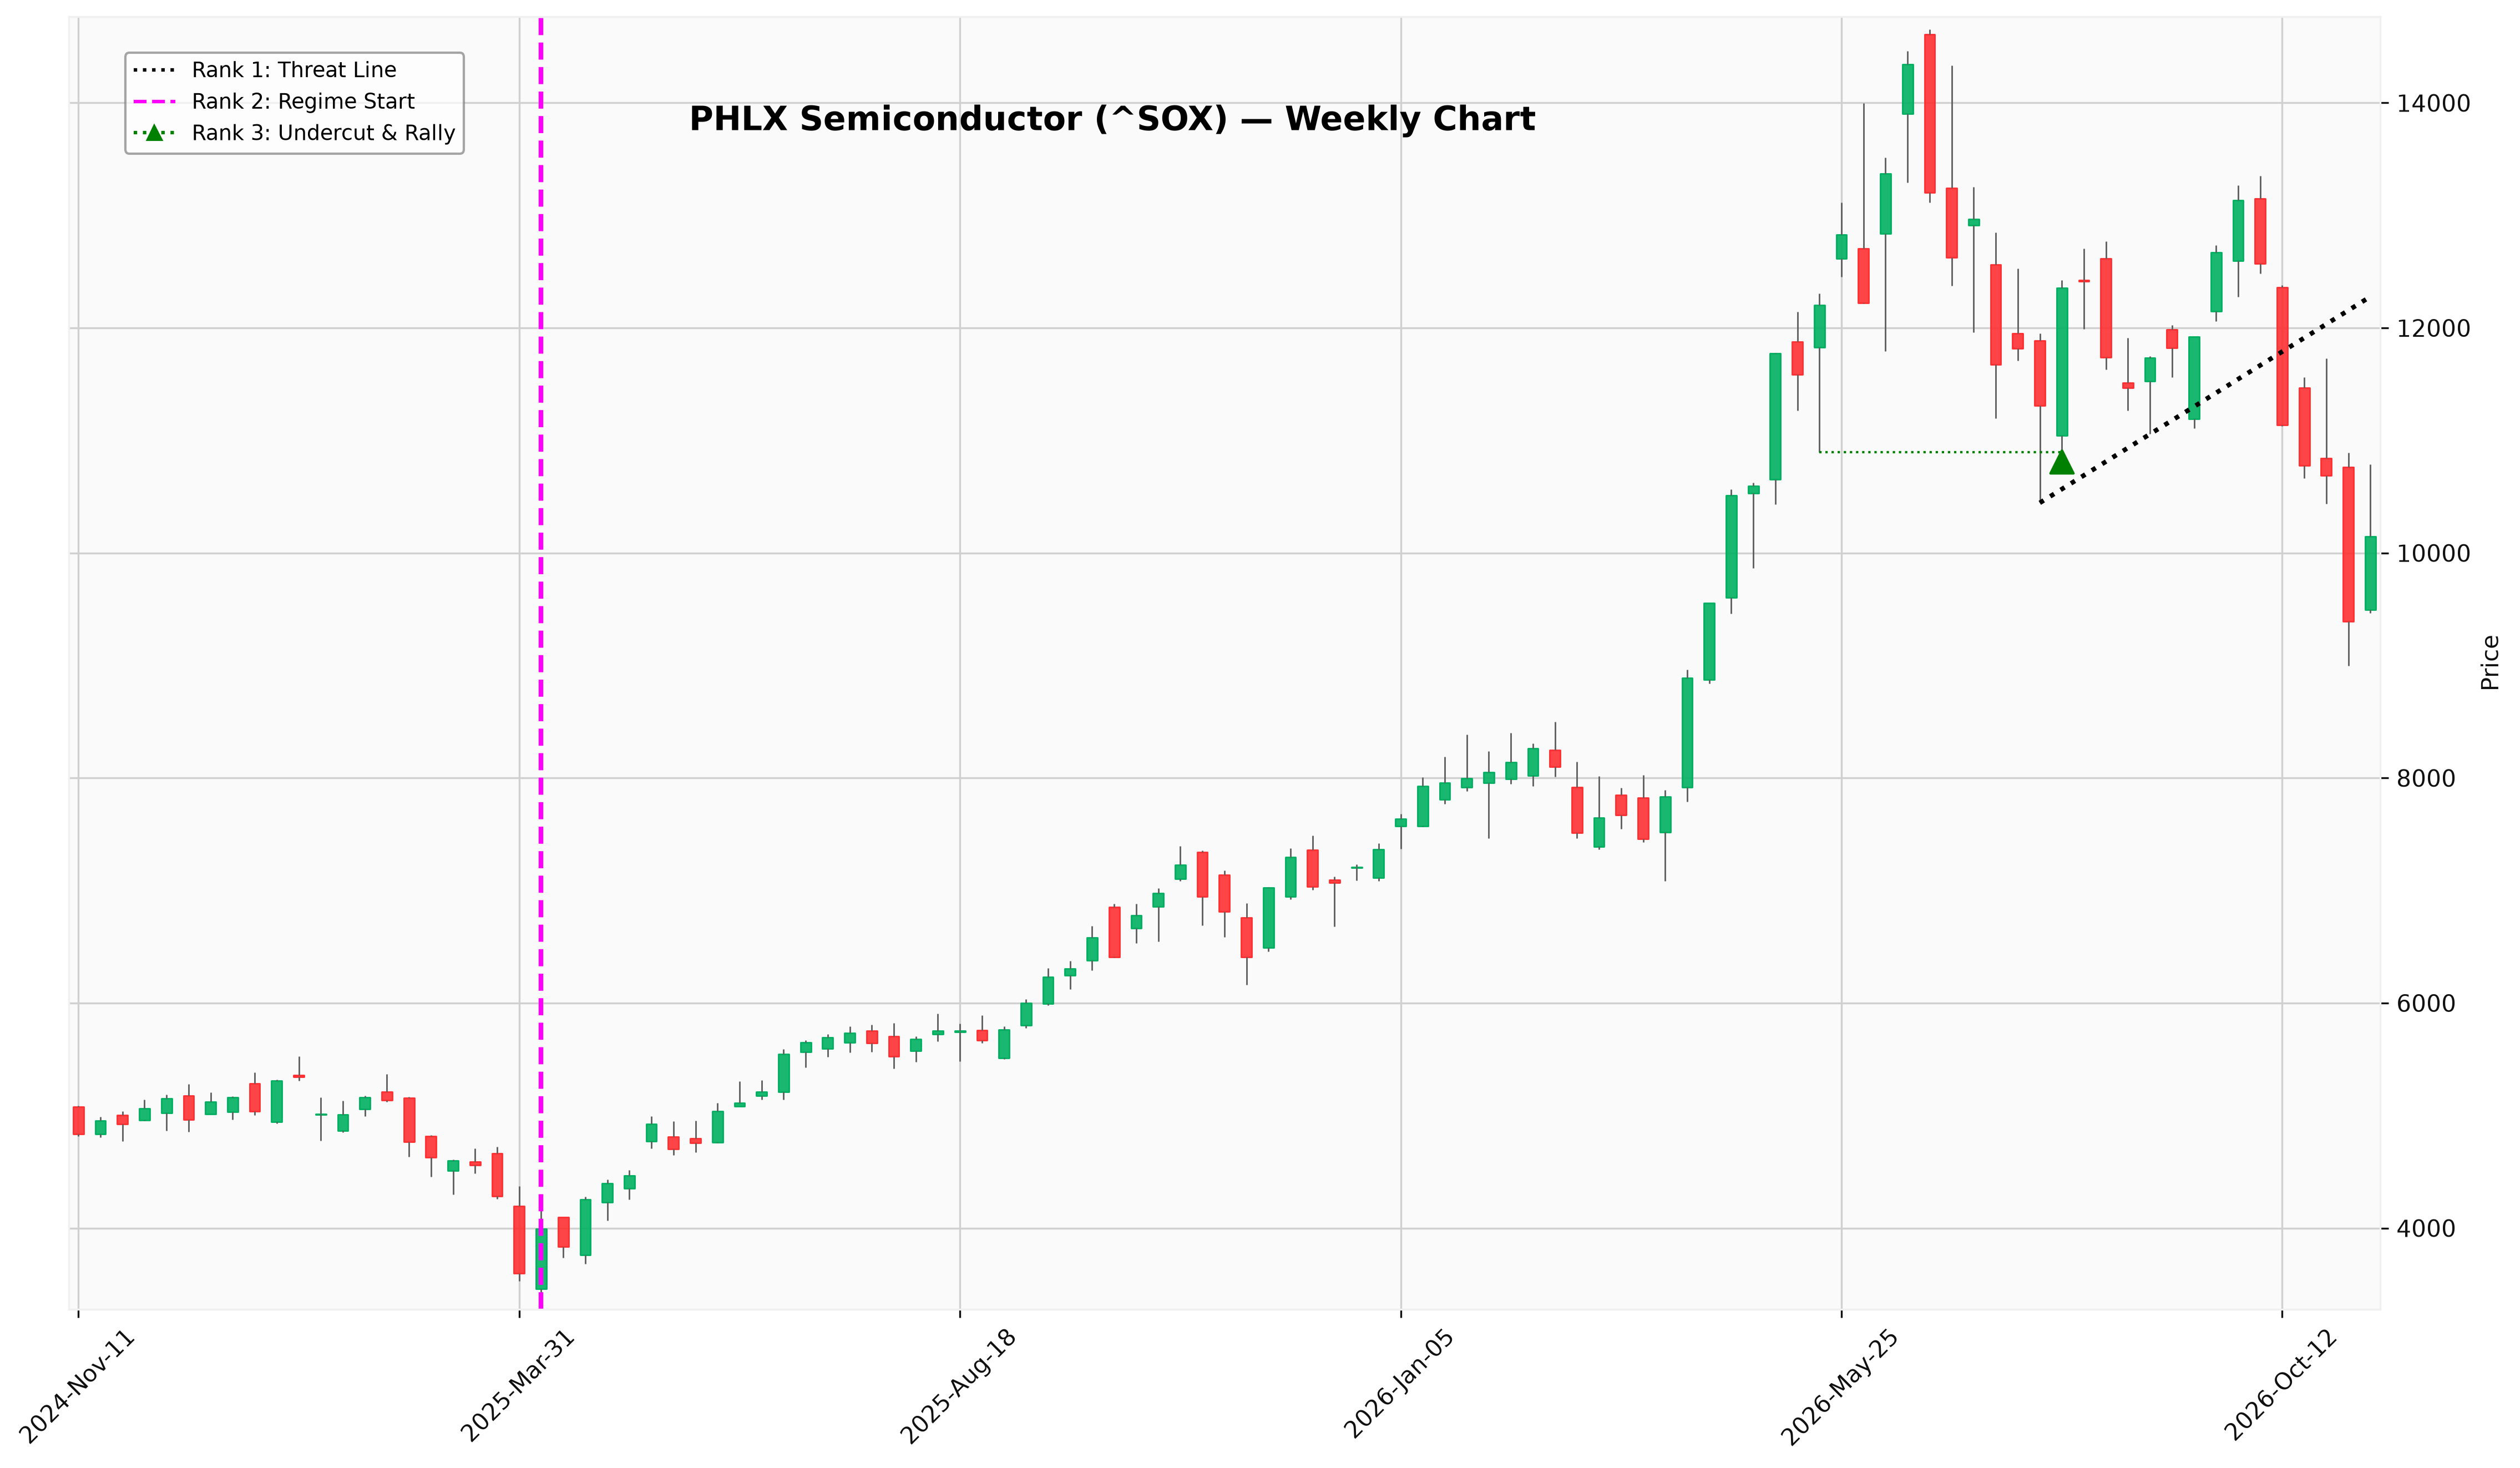 Rank 1: Threat Line
Rank 2: Regime Start
Rank 3: Undercut & Rally
PHLX Semiconductor (^SOX) — Weekly Chart
14000
12000
10000
8000
6000
4000
Price
2024-Nov-11
2025-Mar-31
2025-Aug-18
2026-Jan-05
2026-May-25
2026-Oct-12